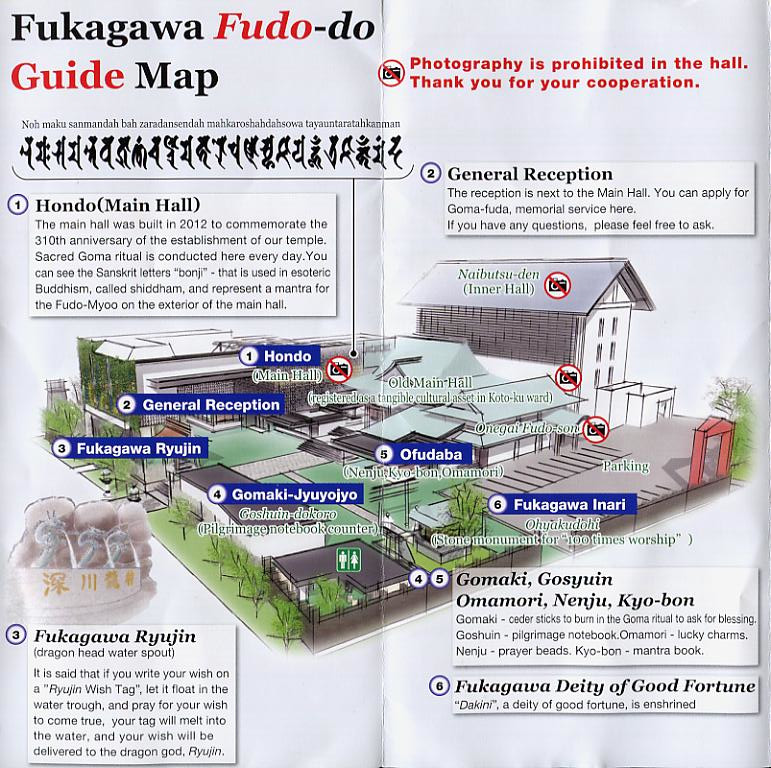 Fukagawa Fudo-do
Guide Map
Photography is prohibited in the hall.
Thank you for your cooperation.
Noh maku sanmandah bah zaradansendah mahkaroshahdahsowa tayauntaratahkanman
1 Hondo(Main Hall)
The main hall was built in 2012 to commemorate the
310th anniversary of the establishment of our temple.
Sacred Goma ritual is conducted here every day.You
can see the Sanskrit letters “bonji” - that is used in esoteric
Buddhism, called shiddham, and represent a mantra for
the Fudo-Myoo on the exterior of the main hall.
2 General Reception
The reception is next to the Main Hall. You can apply for
Goma-fuda, memorial service here.
If you have any questions, please feel free to ask.
Naibutsu-den
(Inner Hall)
1 Hondo
(Main Hall)
Old Main Hall
(registered as a tangible cultural asset in Koto-ku ward)
2 General Reception
Onegai Fudo-son
3 Fukagawa Ryujin
5 Ofudaba
(Nenju,Kyo-bon,Omamori)
Parking
4 Gomaki-Jyuyojyo
Goshuin-dokoro
(Pilgrimage notebook counter)
6 Fukagawa Inari
Ohyakudohi
(Stone monument for “100 times worship” )
深川龍神
3 Fukagawa Ryujin
(dragon head water spout)
It is said that if you write your wish on
a "Ryujin Wish Tag”, let it float in the
water trough, and pray for your wish
to come true, your tag will melt into
the water, and your wish will be
delivered to the dragon god, Ryujin.
4 5 Gomaki, Gosyuin
Omamori, Nenju, Kyo-bon
Gomaki - ceder sticks to burn in the Goma ritual to ask for blessing.
Goshuin - pilgrimage notebook.Omamori - lucky charms.
Nenju - prayer beads. Kyo-bon - mantra book.
6 Fukagawa Deity of Good Fortune
“Dakini”, a deity of good fortune, is enshrined